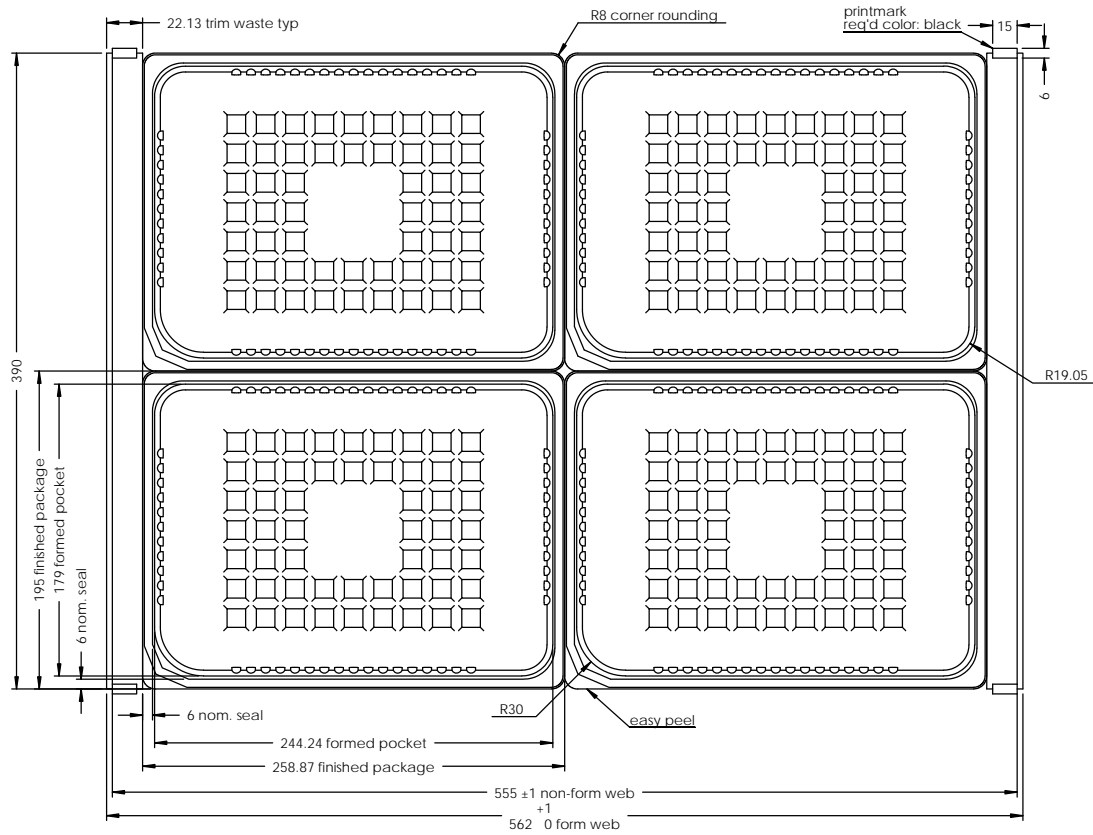 22.13 trim waste typ
R8 corner rounding
printmark
req'd color: black
15
6
390
R19.05
195 finished package
179 formed pocket
6 nom. seal
6 nom. seal
R30
easy peel
244.24 formed pocket
258.87 finished package
555 ±1 non-form web
+1
562 0 form web